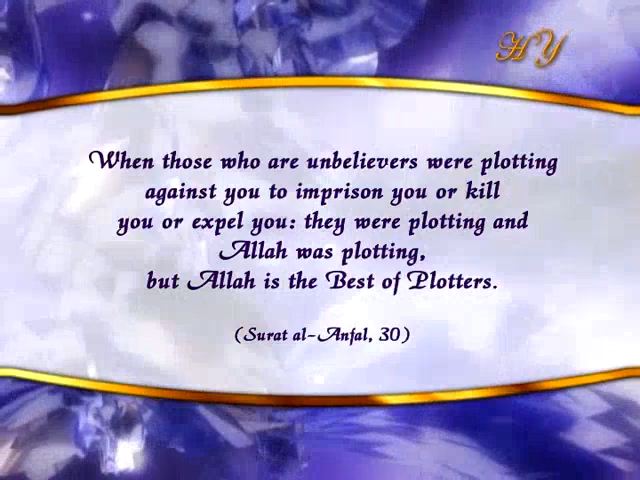 HY
When those who are unbelievers were plotting
against you to imprison you or kill
you or expel you: they were plotting and
Allah was plotting,
but Allah is the Best of Plotters.
(Surat al-Anfal, 30)